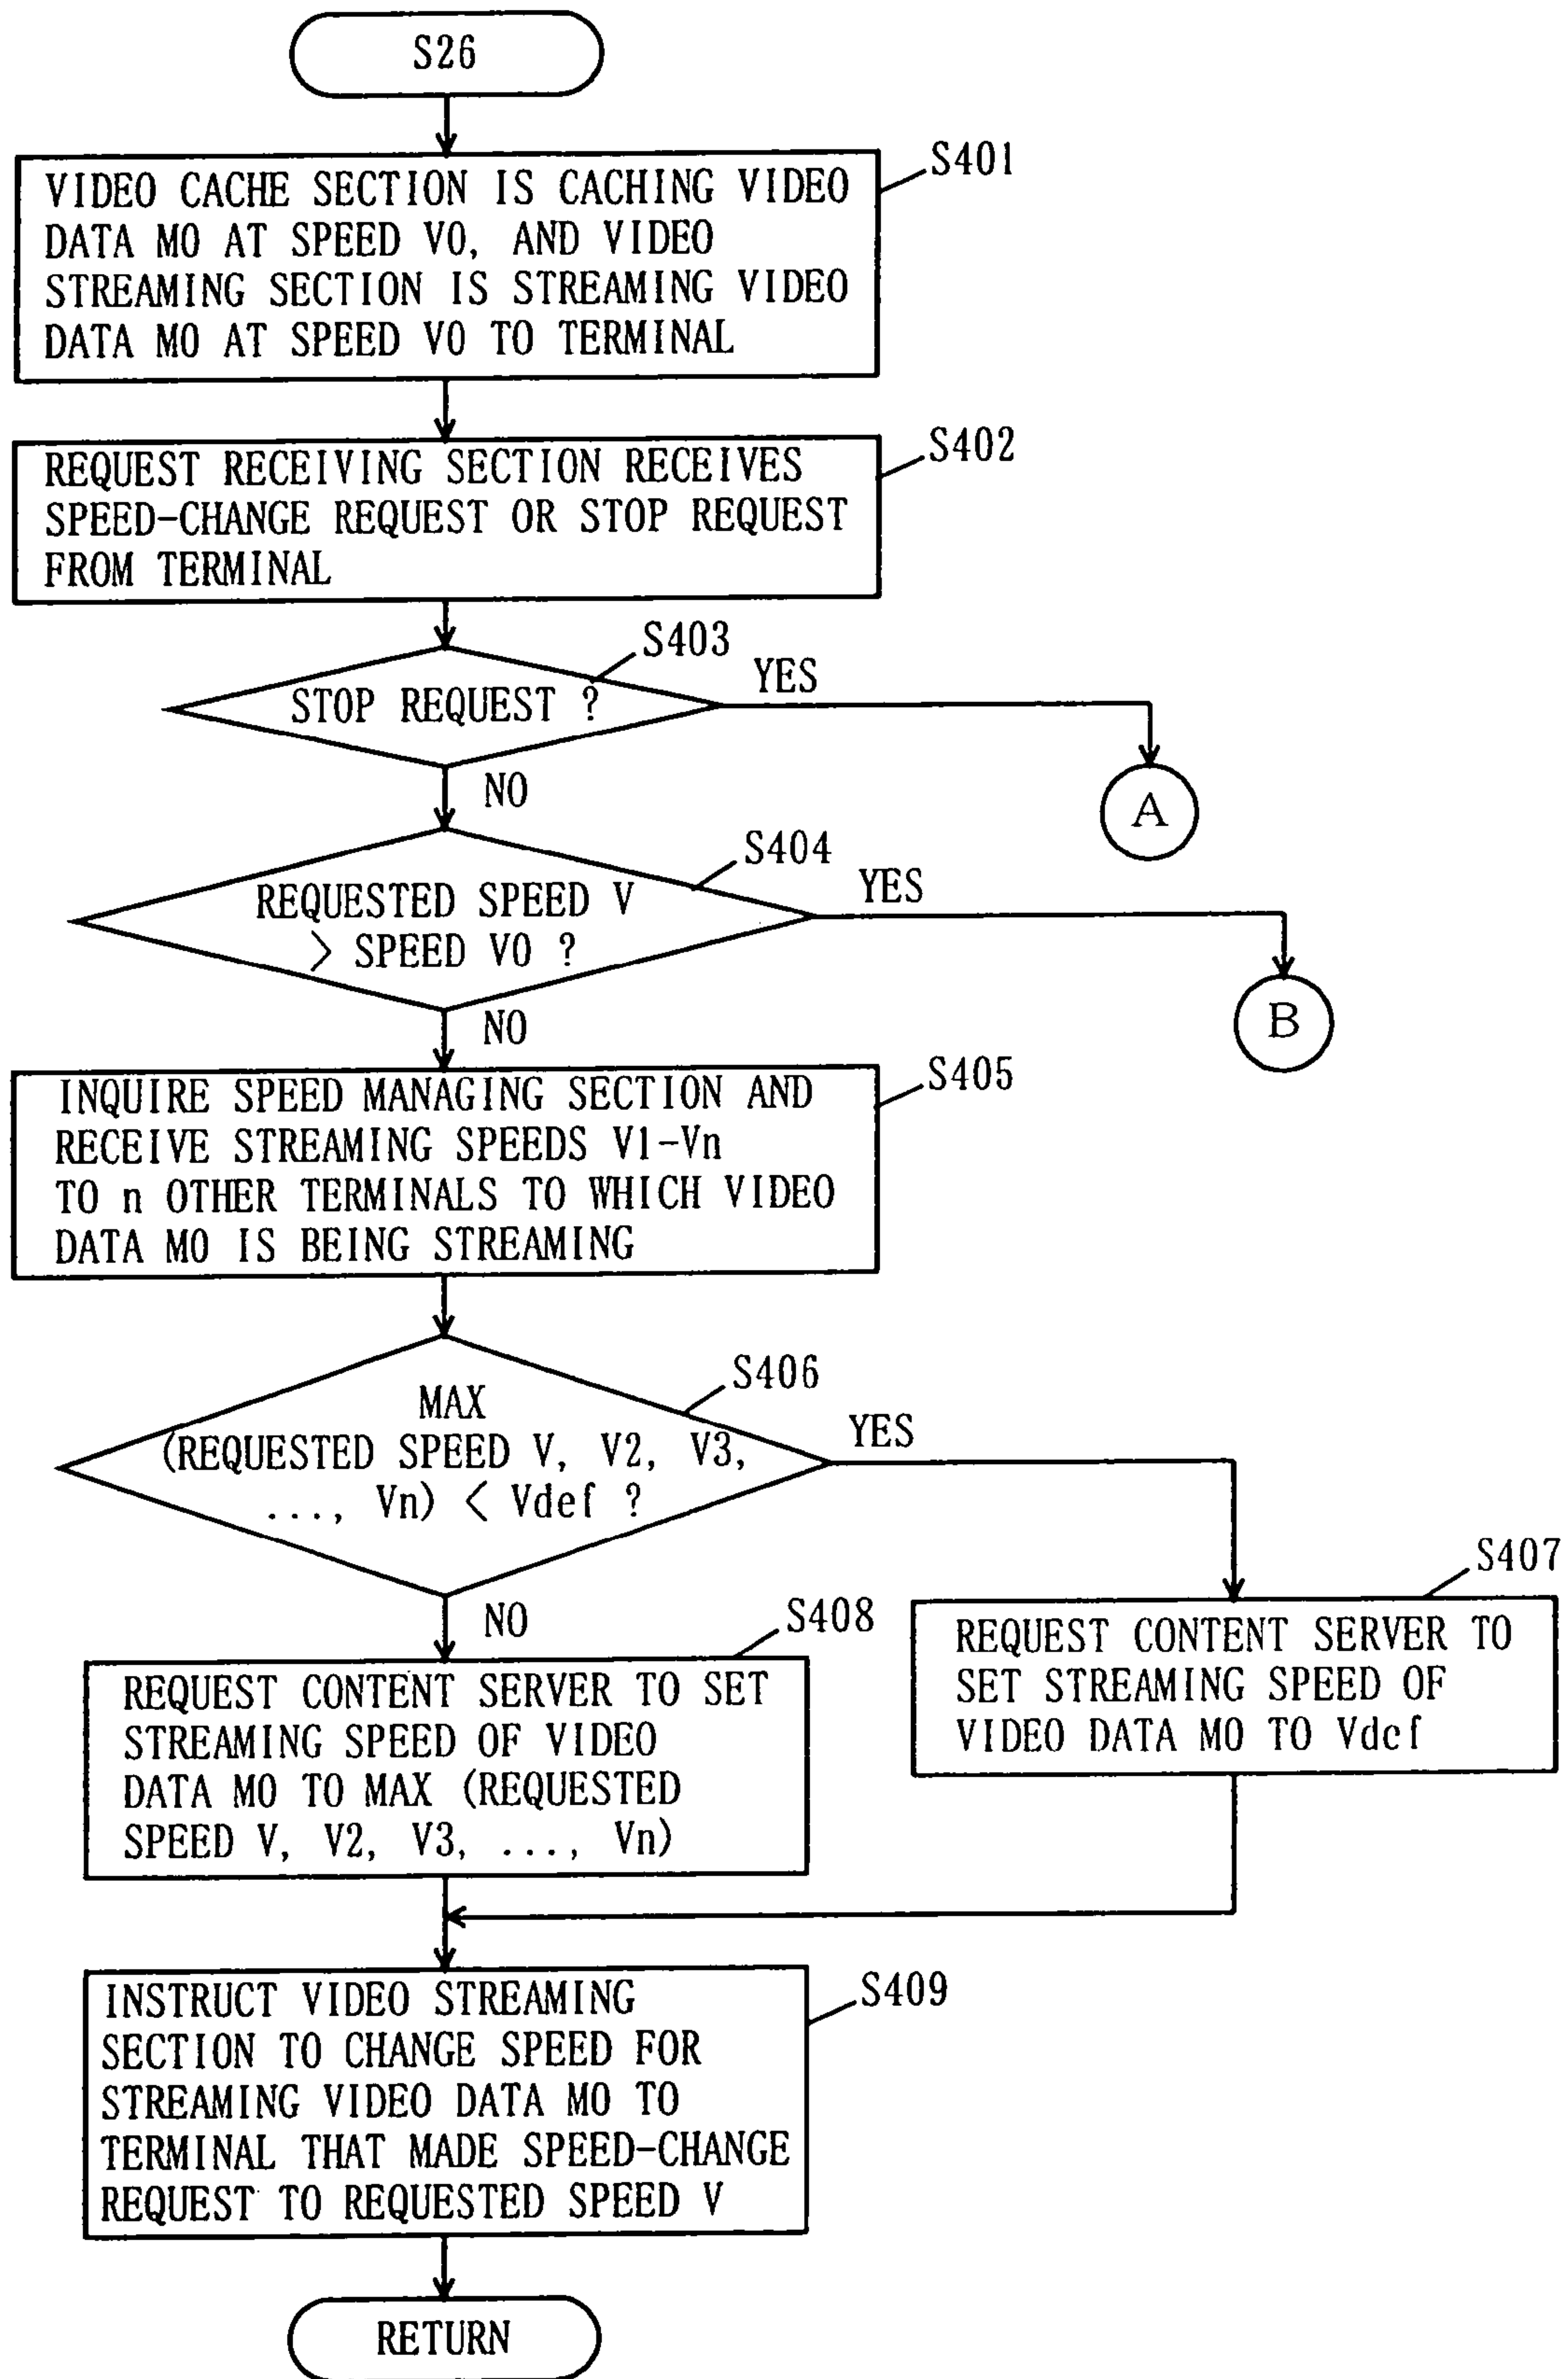 S26
S401
VIDEO CACHE SECTION IS CACHING VIDEO
DATA M0 AT SPEED V0, AND VIDEO
STREAMING SECTION IS STREAMING VIDEO
DATA M0 AT SPEED V0 TO TERMINAL
S402
REQUEST RECEIVING SECTION RECEIVES
SPEED-CHANGE REQUEST OR STOP REQUEST
FROM TERMINAL
S403
STOP REQUEST ?
YES
NO
A
S404
REQUESTED SPEED V
> SPEED V0 ?
YES
NO
B
S405
INQUIRE SPEED MANAGING SECTION AND
RECEIVE STREAMING SPEEDS V1-Vn
TO n OTHER TERMINALS TO WHICH VIDEO
DATA M0 IS BEING STREAMING
S406
MAX
(REQUESTED SPEED V, V2, V3,
..., Vn) < Vdef ?
YES
NO
S407
REQUEST CONTENT SERVER TO
SET STREAMING SPEED OF
VIDEO DATA M0 TO Vdef
S408
REQUEST CONTENT SERVER TO SET
STREAMING SPEED OF VIDEO
DATA M0 TO MAX (REQUESTED
SPEED V, V2, V3, ..., Vn)
S409
INSTRUCT VIDEO STREAMING
SECTION TO CHANGE SPEED FOR
STREAMING VIDEO DATA M0 TO
TERMINAL THAT MADE SPEED-CHANGE
REQUEST TO REQUESTED SPEED V
RETURN